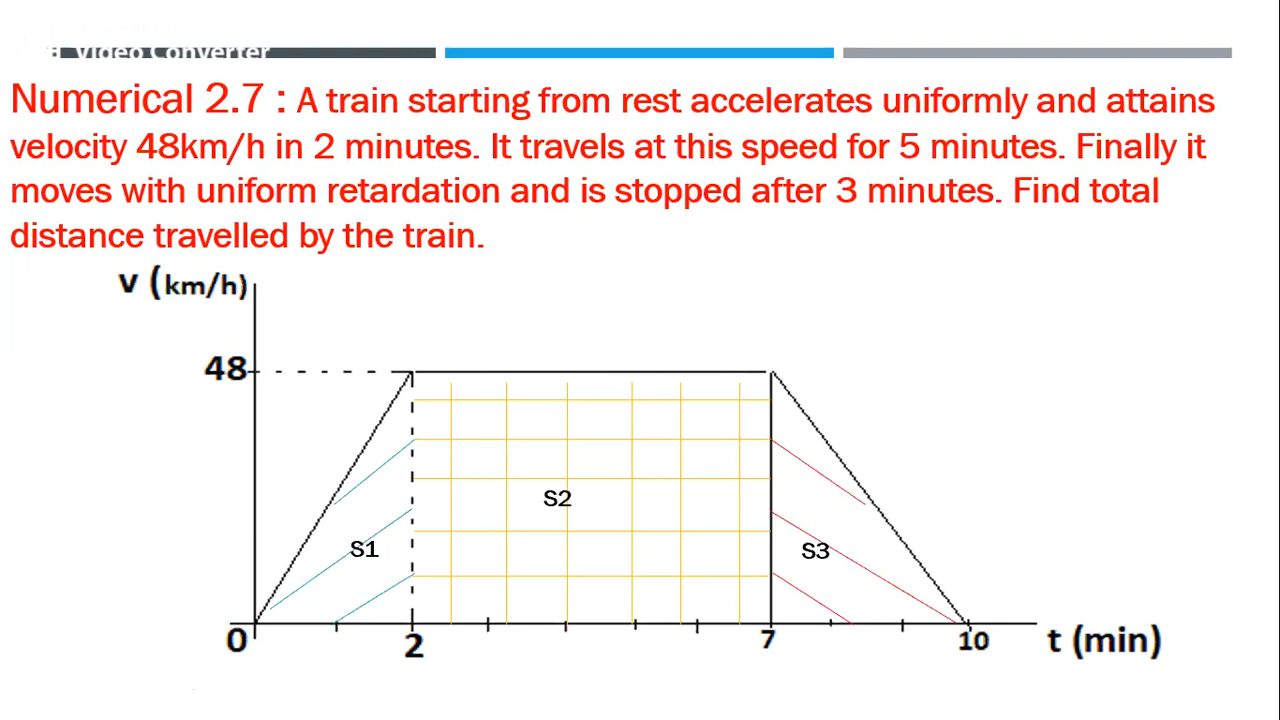 Video Converter
Numerical 2.7 : A train starting from rest accelerates uniformly and attains
velocity 48km/h in 2 minutes. It travels at this speed for 5 minutes. Finally it
moves with uniform retardation and is stopped after 3 minutes. Find total
distance travelled by the train.
v (km/h)
48
S2
S1
S3
0
2
7
10
t (min)